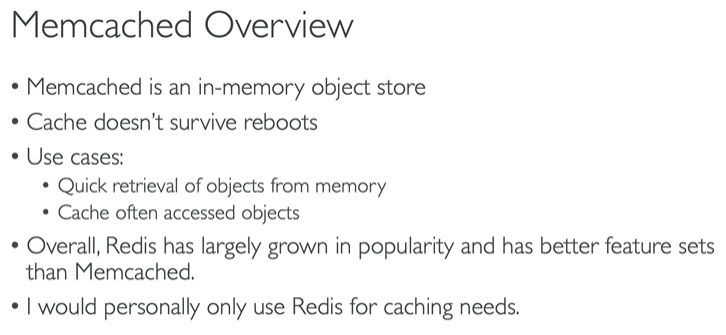 Memcached Overview
• Memcached is an in-memory object store
• Cache doesn't survive reboots
• Use cases:
• Quick retrieval of objects from memory
• Cache often accessed objects
• Overall, Redis has largely grown in popularity and has better feature sets
than Memcached.
• I would personally only use Redis for caching needs.